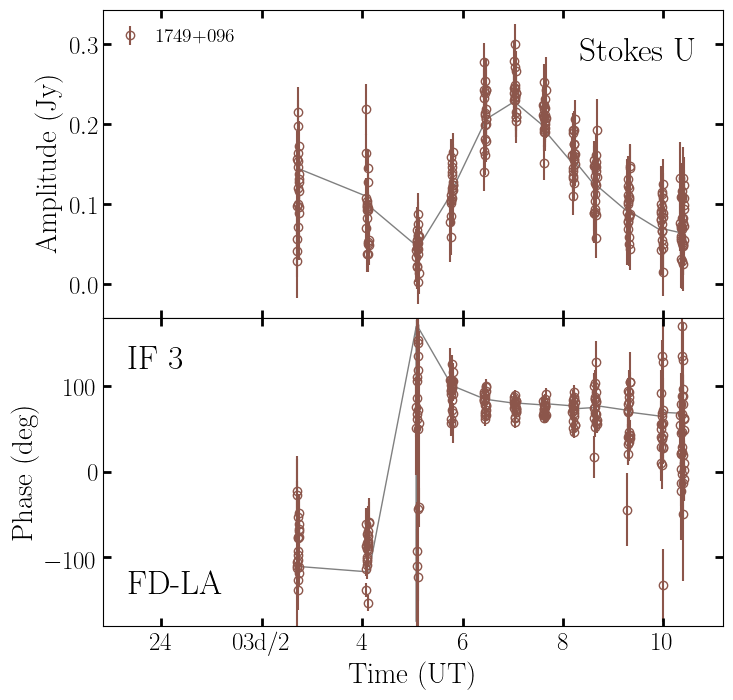 1749+096
Stokes U
0.3
0.2
0.1
0.0
Amplitude (Jy)
IF 3
100
0
−100
Phase (deg)
FD-LA
24 03d/2 4 6 8 10
Time (UT)